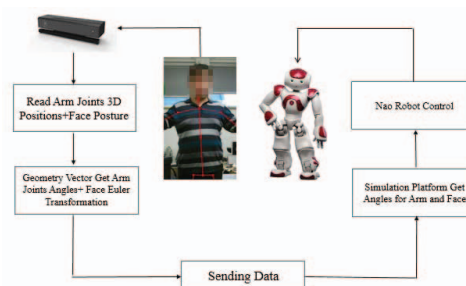 Read Arm Joints 3D
Positions+Face Posture
Geometry Vector Get Arm
Joints Angles+ Face Euler
Transformation
Sending Data
Simulation Platform Get
Angles for Arm and Face
Nao Robot Control